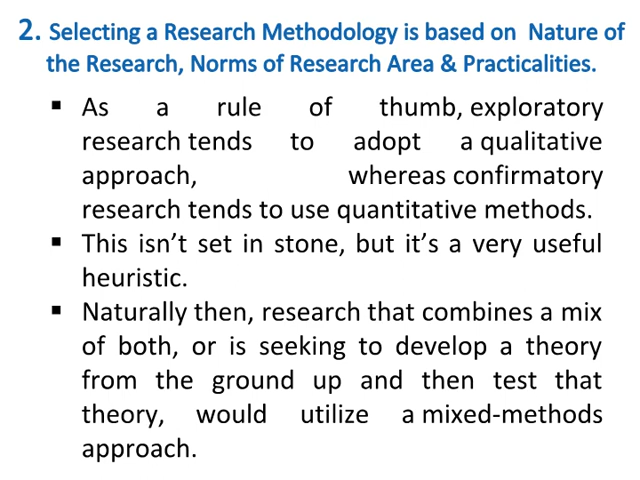 2. Selecting a Research Methodology is based on Nature of
the Research, Norms of Research Area & Practicalities.
▪ As a rule of thumb, exploratory
research tends to adopt a qualitative
approach, whereas confirmatory
research tends to use quantitative methods.
▪ This isn’t set in stone, but it’s a very useful
heuristic.
▪ Naturally then, research that combines a mix
of both, or is seeking to develop a theory
from the ground up and then test that
theory, would utilize a mixed-methods
approach.